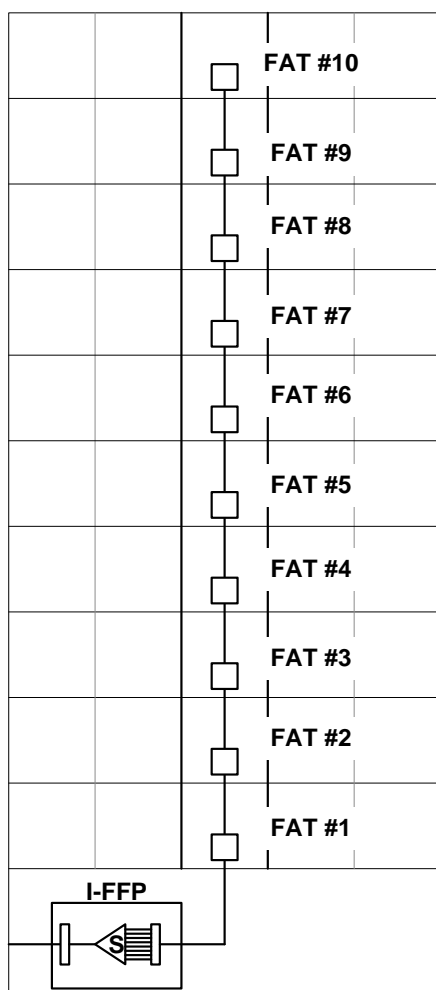 FAT #10
FAT #9
FAT #8
FAT #7
FAT #6
FAT #5
FAT #4
FAT #3
FAT #2
FAT #1
I-FFP
S